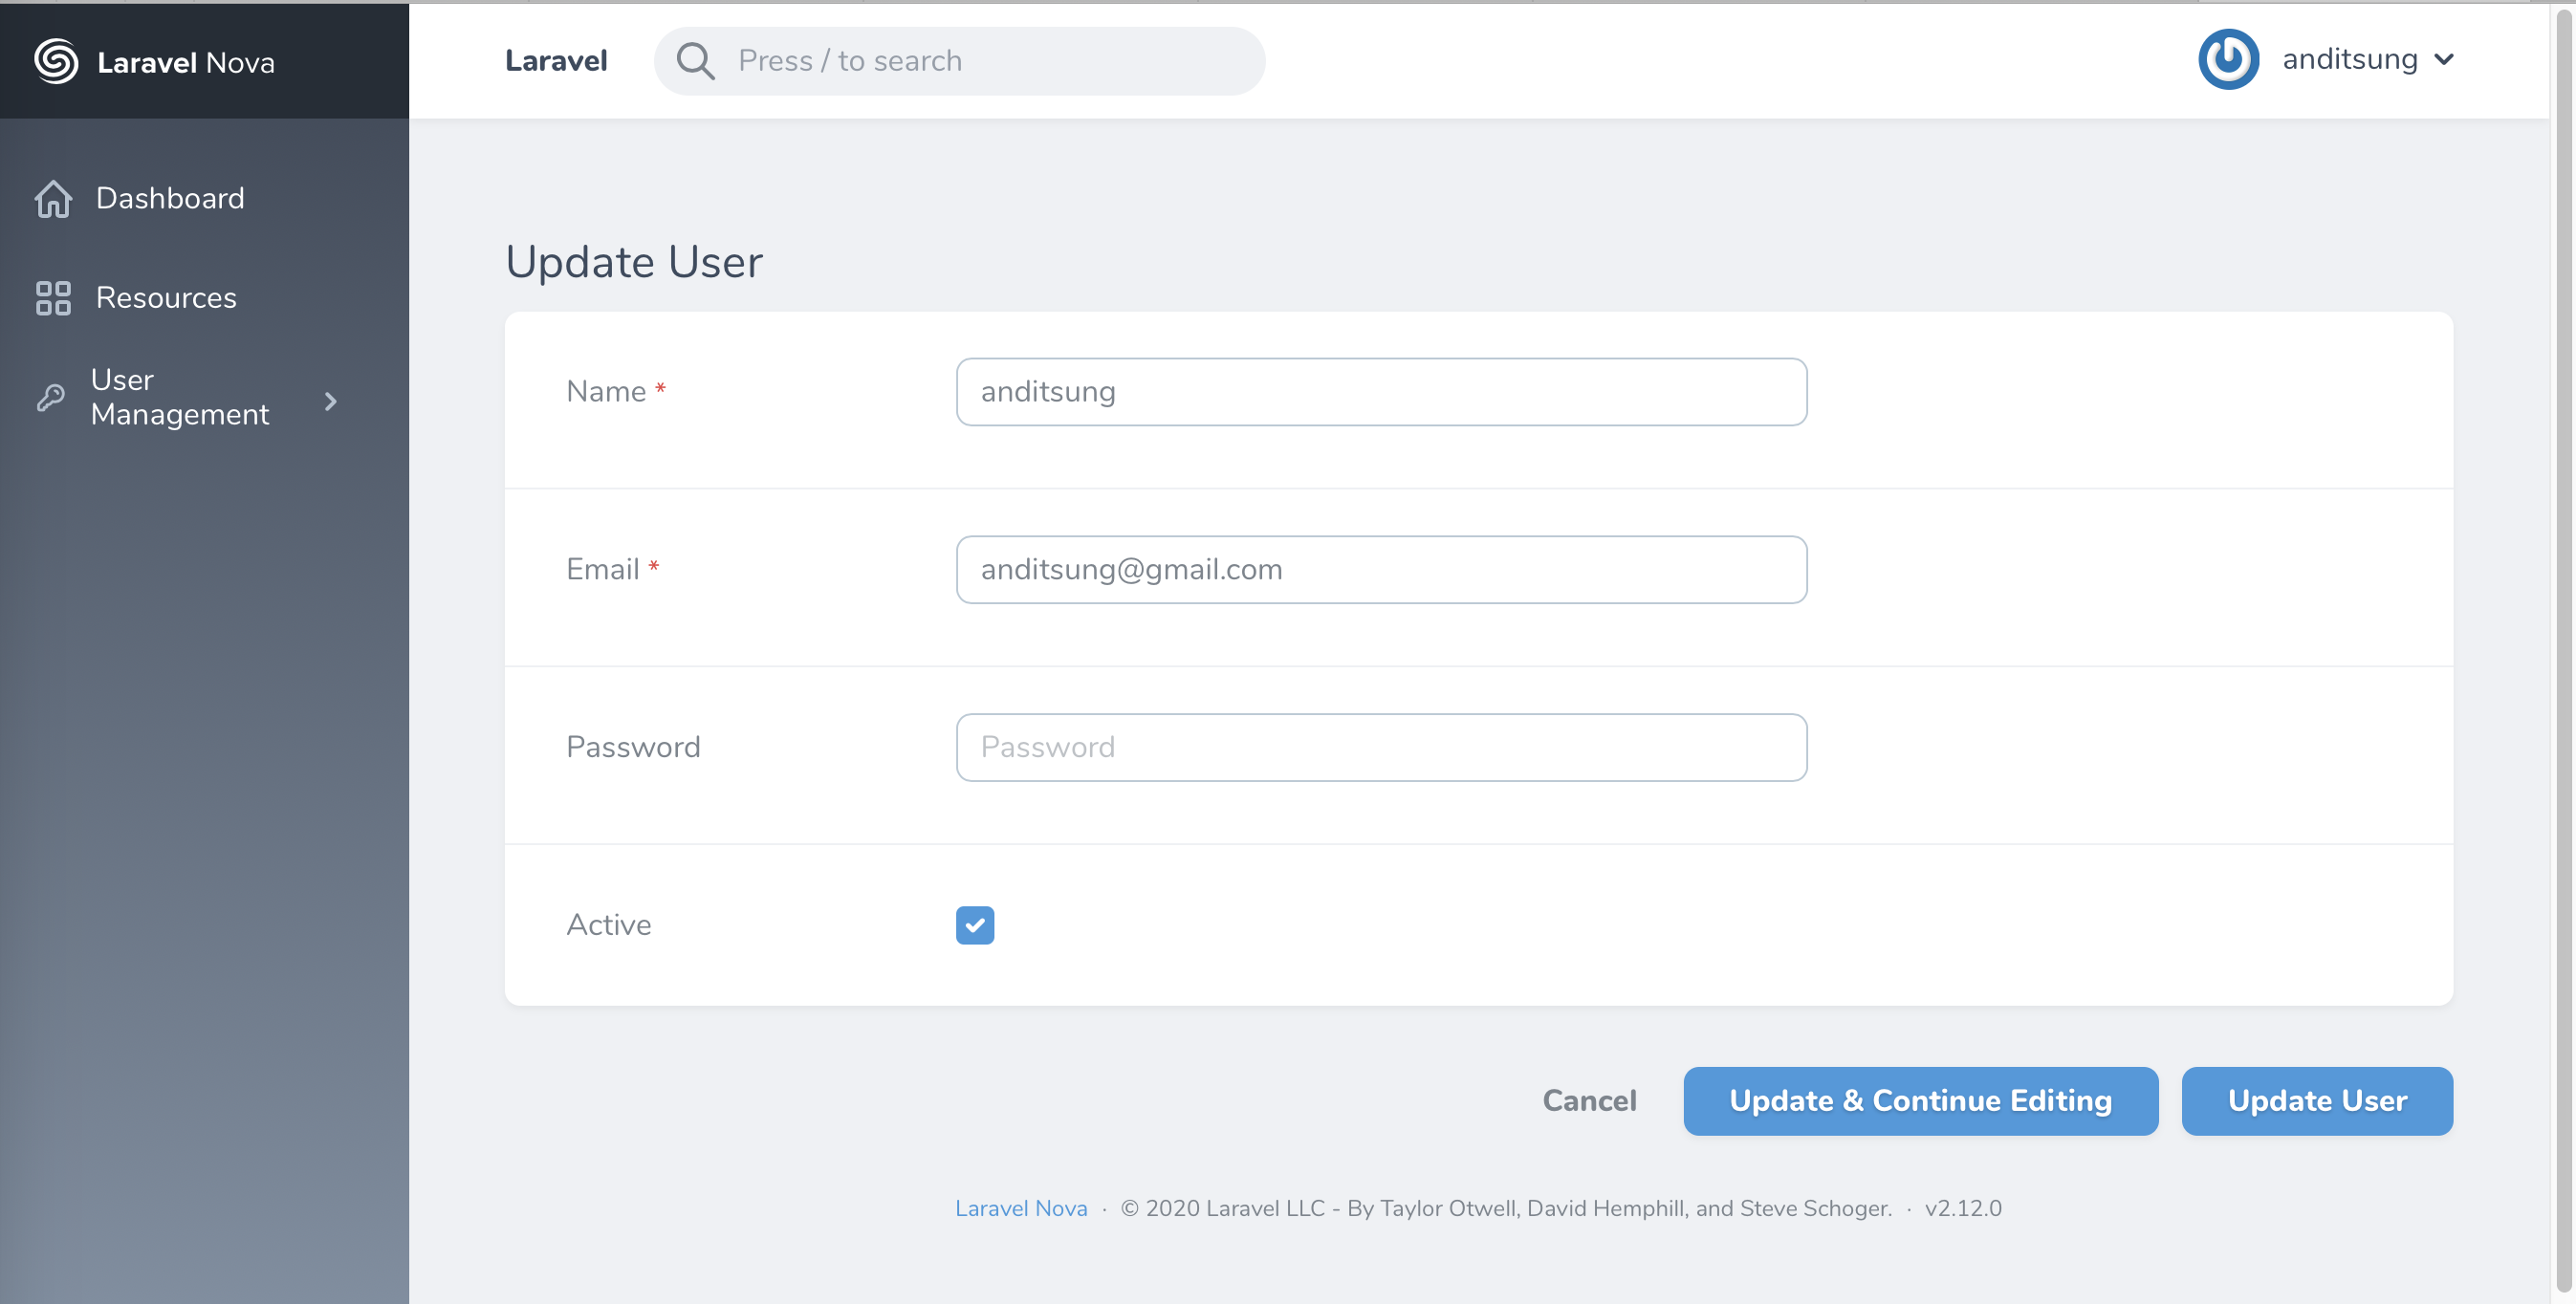 Laravel Nova
Laravel
Press / to search
anditsung
Dashboard
Resources
User
Management
Update User
Name *
anditsung
Email *
anditsung@gmail.com
Password
Password
Active
Cancel
Update & Continue Editing
Update User
Laravel Nova · © 2020 Laravel LLC - By Taylor Otwell, David Hemphill, and Steve Schoger. · v2.12.0